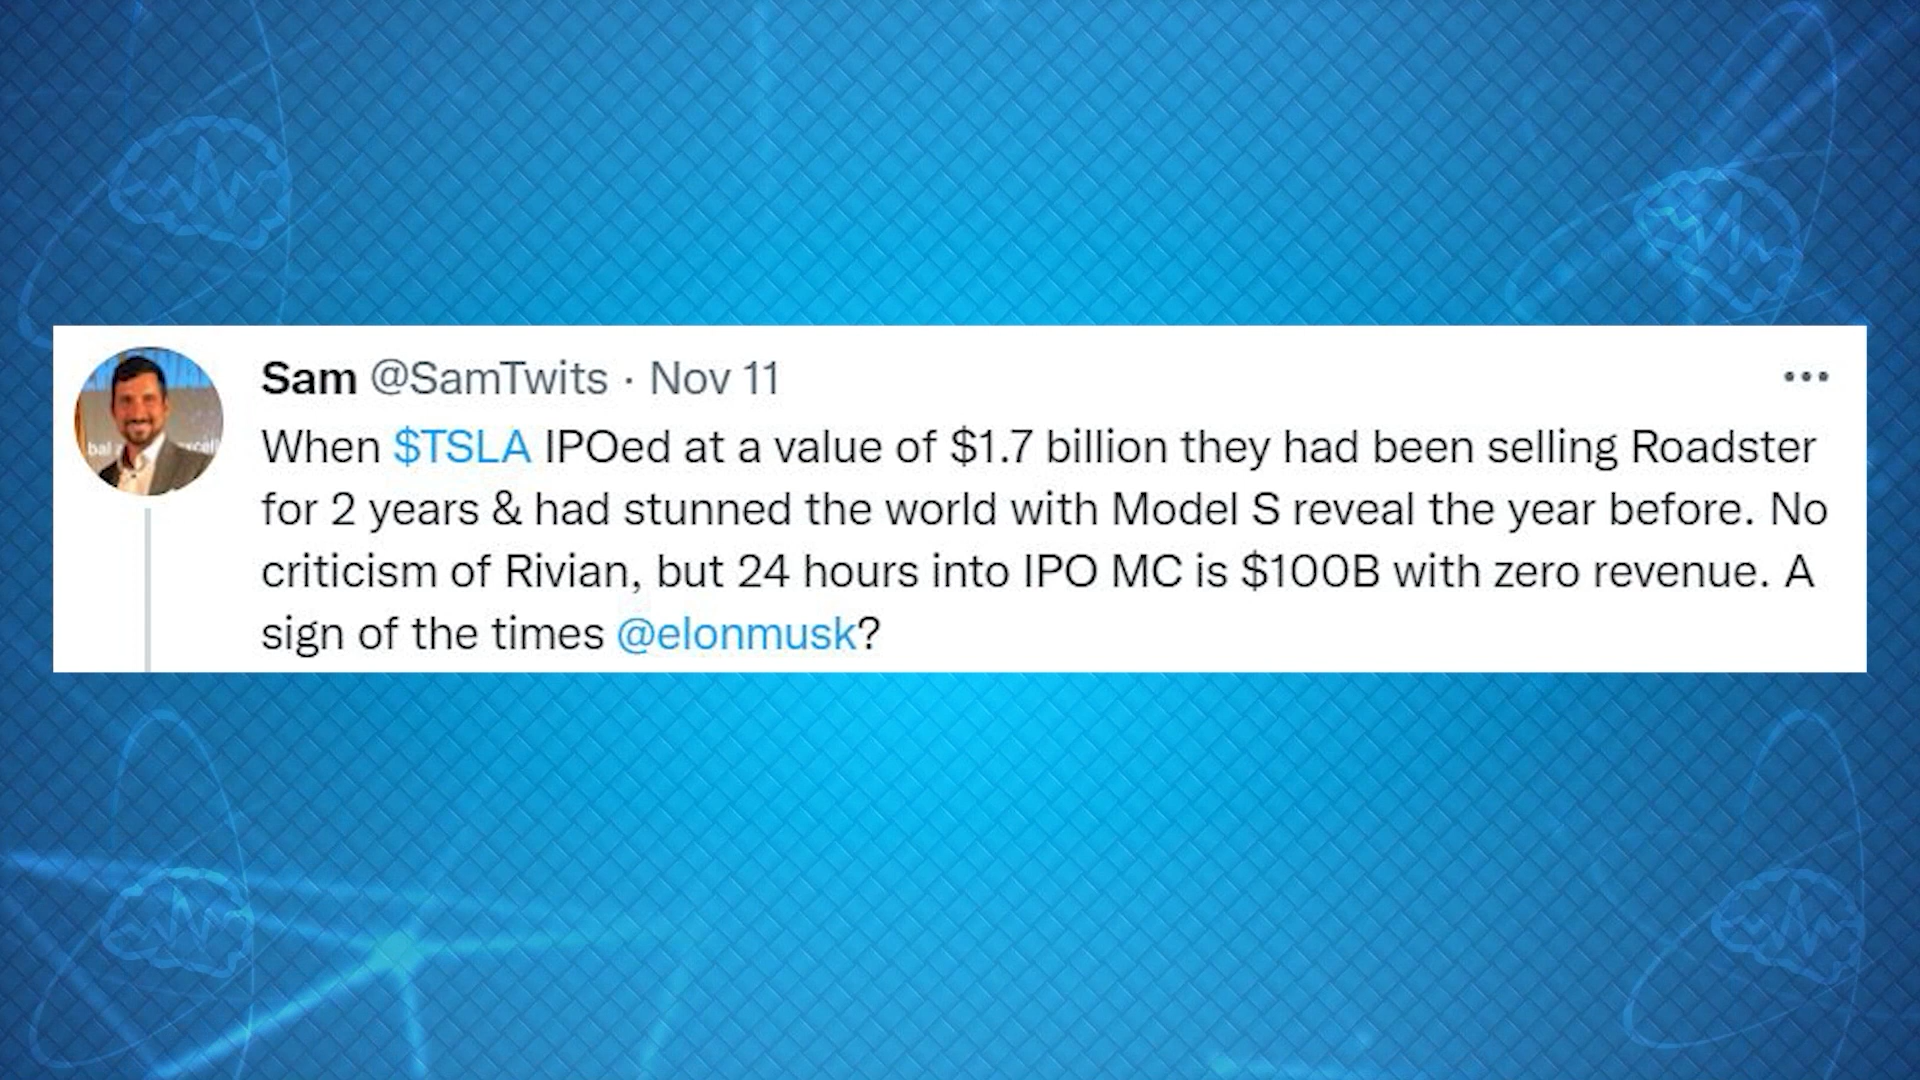 Sam @SamTwits · Nov 11
When $TSLA IPOed at a value of $1.7 billion they had been selling Roadster
for 2 years & had stunned the world with Model S reveal the year before. No
criticism of Rivian, but 24 hours into IPO MC is $100B with zero revenue. A
sign of the times @elonmusk?
bal